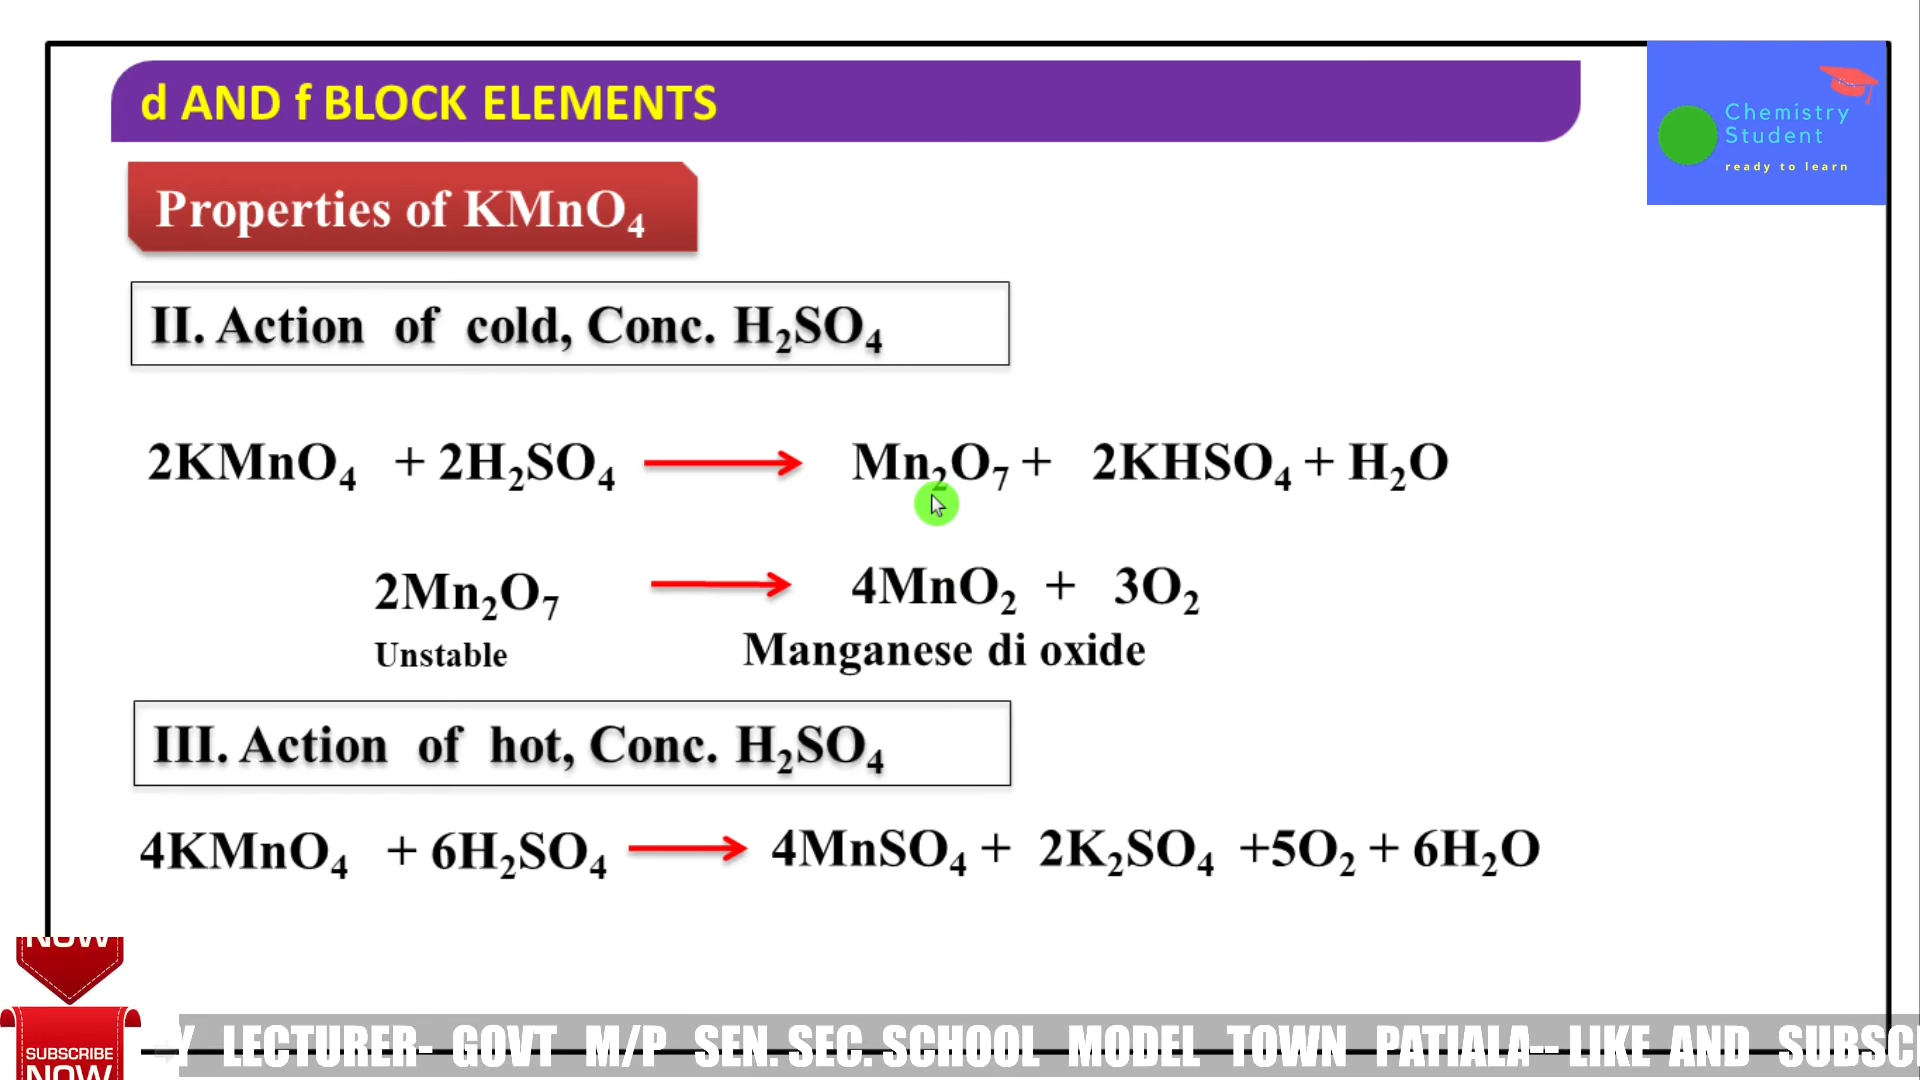 d AND f BLOCK ELEMENTS
Chemistry
Student
ready to learn
Properties of KMnO₄
II. Action of cold, Conc. H₂SO₄
2KMnO₄ + 2H₂SO₄ → Mn₂O₇ + 2KHSO₄ + H₂O
2Mn₂O₇ → 4MnO₂ + 3O₂
Unstable Manganese di oxide
III. Action of hot, Conc. H₂SO₄
4KMnO₄ + 6H₂SO₄ → 4MnSO₄ + 2K₂SO₄ +5O₂ + 6H₂O
NOW
SUBSCRIBE
NOW
LECTURER- GOVT M/P SEN. SEC. SCHOOL MODEL TOWN PATIALA-- LIKE AND